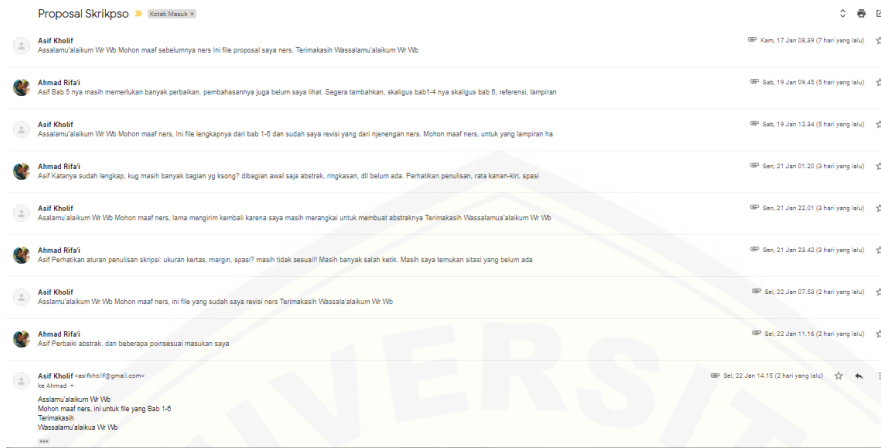 Proposal Skrikpso Kotak Masuk ×
Asif Kholif Kam, 17 Jan 08.39 (7 hari yang lalu)
Assalamu'alaikum Wr Wb Mohon maaf sebelumnya ners Ini file proposal saya ners, Terimakasih Wassalamu'alaikum Wr Wb
Ahmad Rifa'i Sab, 19 Jan 09.45 (5 hari yang lalu)
Asif Bab 5 nya masih memerlukan banyak perbaikan. pembahasannya juga belum saya lihat. Segera tambahkan, skaligus bab1-4 nya skaligus bab 6, referensi, lampiran
Asif Kholif Sab, 19 Jan 12.34 (5 hari yang lalu)
Assalamu'alaikum Wr Wb Mohon maaf ners, Ini file lengkapnya dari bab 1-6 dan sudah saya revisi yang dari njenengan ners. Mohon maaf ners, untuk yang lampiran ha
Ahmad Rifa'i Sen, 21 Jan 01.20 (3 hari yang lalu)
Asif Katanya sudah lengkap, kug masih banyak bagian yg ksong? dibagian awal saja abstrak, ringkasan, dll belum ada. Perhatikan penulisan, rata kanan-kiri, spasi
Asif Kholif Sen, 21 Jan 22.01 (3 hari yang lalu)
Asalamu'alaikum Wr Wb Mohon maaf ners, lama mengirim kembali karena saya masih merangkai untuk membuat abstraknya Terimakasih Wassalamua'alaikum Wr Wb
Ahmad Rifa'i Sen, 21 Jan 23.42 (3 hari yang lalu)
Asif Perhatikan aturan penulisan skripsi: ukuran kertas, margin, spasi? masih tidak sesuai!! Masih banyak salah ketik. Masih saya temukan sitasi yang belum ada
Asif Kholif Sel, 22 Jan 07.53 (2 hari yang lalu)
Asslamu'alaikum Wr Wb Mohon maaf ners, ini file yang sudah saya revisi ners Terimakasih Wassala'alaikum Wr Wb
Ahmad Rifa'i Sel, 22 Jan 11.16 (2 hari yang lalu)
Asif Perbaiki abstrak. dan beberapa poinsesuai masukan saya
Asif Kholif <asifkholif@gmail.com> Sel, 22 Jan 14.15 (2 hari yang lalu)
ke Ahmad
Asslamu'alaikum Wr Wb
Mohon maaf ners, ini untuk file yang Bab 1-6
Terimakasih
Wassalamu'alaikua Wr Wb
UNIVERSIT